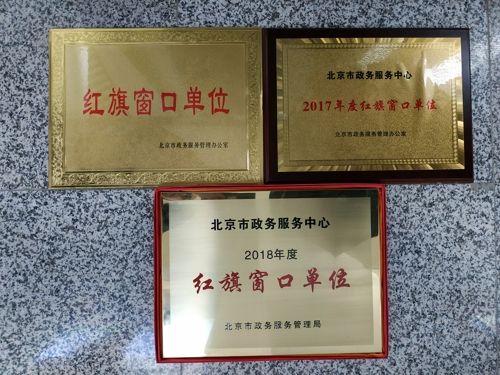 红旗窗口单位
北京市政务服务管理办公室
北京市政务服务中心
2017年度红旗窗口单位
北京市政务服务管理办公室
北京市政务服务中心
2018年度
红旗窗口单位
北京市政务服务管理局